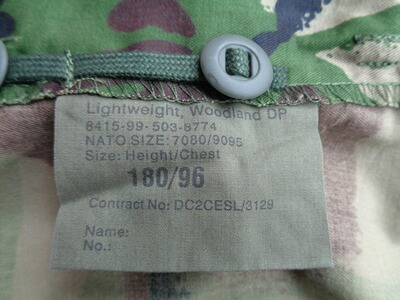 Lightweight, Woodland DP
8415-99-503-8774
NATO SIZE: 7080/9095
Size: Height/Chest
180/96
Contract No: DC2CESL/3129
Name:
No.: